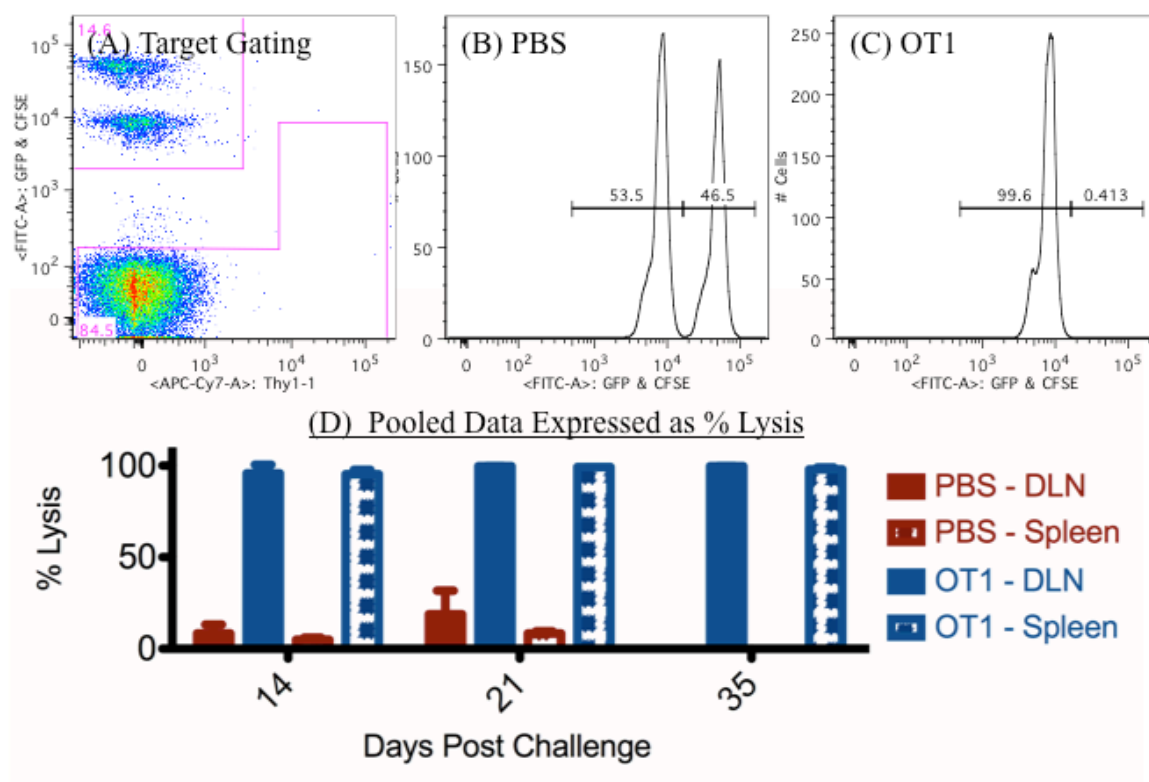 (A) Target Gating
14.6
10^5
10^4
10^3
10^2
0
<FITC-A>: GFP & CFSE
84.5
0
10^3
10^4
10^5
<APC-Cy7-A>: Thy1-1
(B) PBS
150
100
50
0
53.5
46.5
0
10^2
10^3
10^4
10^5
<FITC-A>: GFP & CFSE
(C) OT1
250
200
150
100
50
0
# Cells
99.6
0.413
0
10^2
10^3
10^4
10^5
<FITC-A>: GFP & CFSE
(D) Pooled Data Expressed as % Lysis
% Lysis
100
50
0
14
21
35
Days Post Challenge
PBS - DLN
PBS - Spleen
OT1 - DLN
OT1 - Spleen